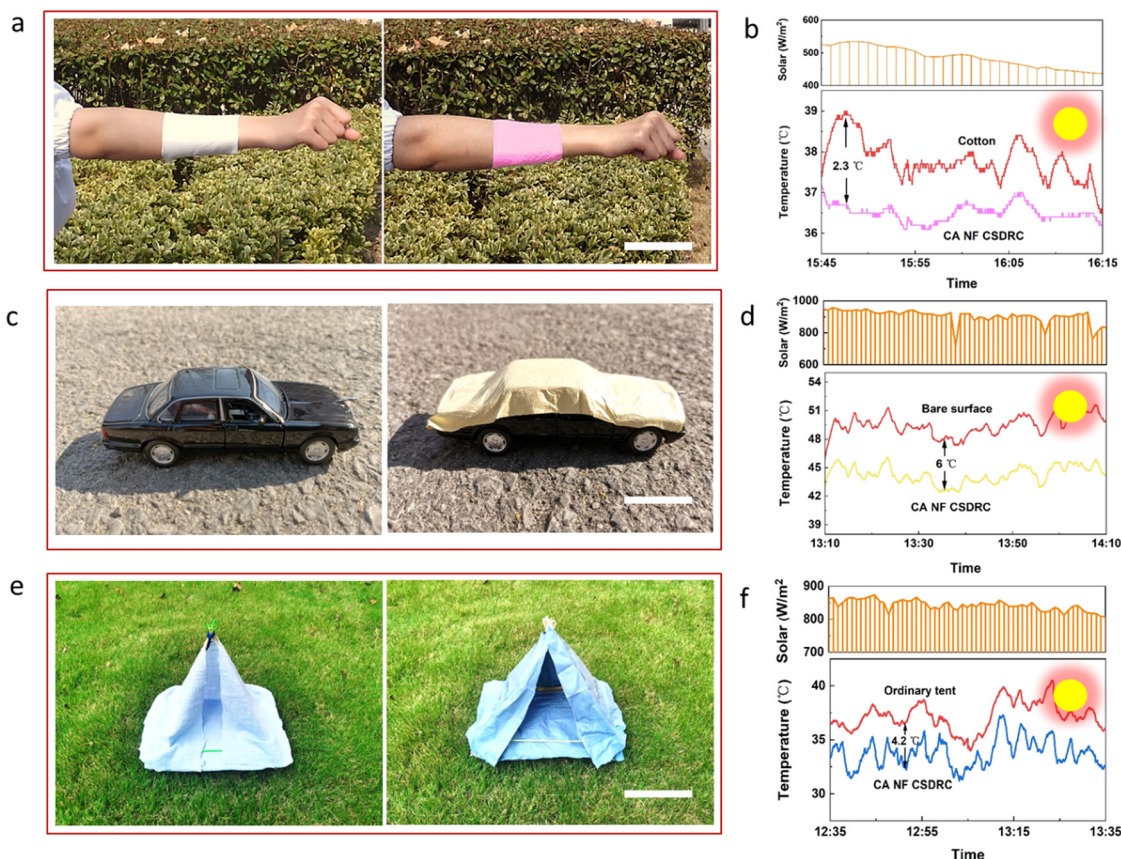 a
b
Solar (W/m²)
600
500
400
Temperature (℃)
39
38
37
36
Cotton
2.3 ℃
CA NF CSDRC
15:45
15:55
16:05
16:15
Time
c
d
Solar (W/m²)
1000
800
600
Temperature (℃)
54
51
48
45
42
39
Bare surface
6 ℃
CA NF CSDRC
13:10
13:30
13:50
14:10
Time
e
f
Solar (W/m²)
900
800
700
Temperature (℃)
40
35
30
Ordinary tent
4.2 ℃
CA NF CSDRC
12:35
12:55
13:15
13:35
Time